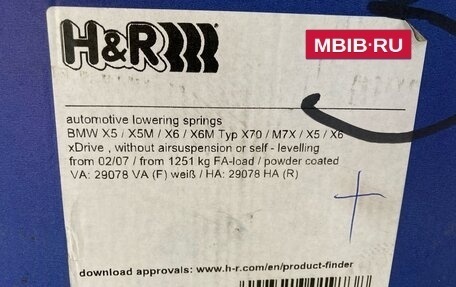 H&R
MBIB.RU
automotive lowering springs
BMW X5 / X5M / X6 / X6M Typ X70 / M7X / X5 / X6
xDrive , without airsuspension or self - levelling
from 02/07 / from 1251 kg FA-load / powder coated
VA: 29078 VA (F) weiß / HA: 29078 HA (R)
download approvals: www.h-r.com/en/product-finder